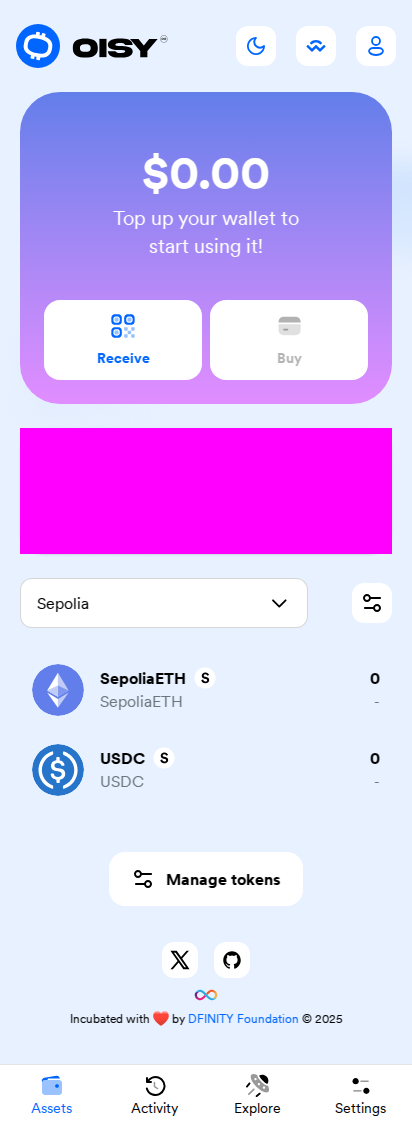 OISY
$0.00
Top up your wallet to
start using it!
Receive
Buy
Sepolia
SepoliaETH S
0
SepoliaETH
-
USDC S
0
USDC
-
Manage tokens
Incubated with ❤️ by DFINITY Foundation © 2025
Assets
Activity
Explore
Settings